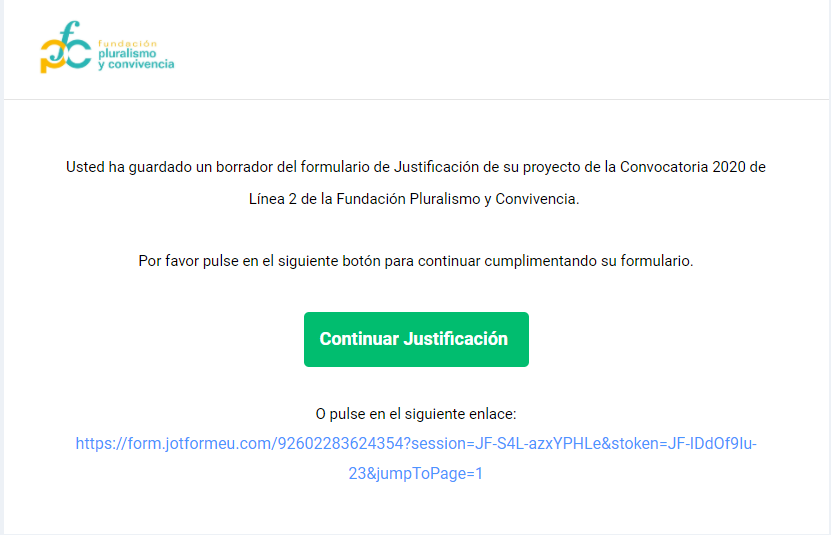 fundación
pluralismo
y convivencia
Usted ha guardado un borrador del formulario de Justificación de su proyecto de la Convocatoria 2020 de
Línea 2 de la Fundación Pluralismo y Convivencia.
Por favor pulse en el siguiente botón para continuar cumplimentando su formulario.
Continuar Justificación
O pulse en el siguiente enlace:
https://form.jotformeu.com/92602283624354?session=JF-S4L-azxYPHLe&stoken=JF-IDdOf9Iu-
23&jumpToPage=1